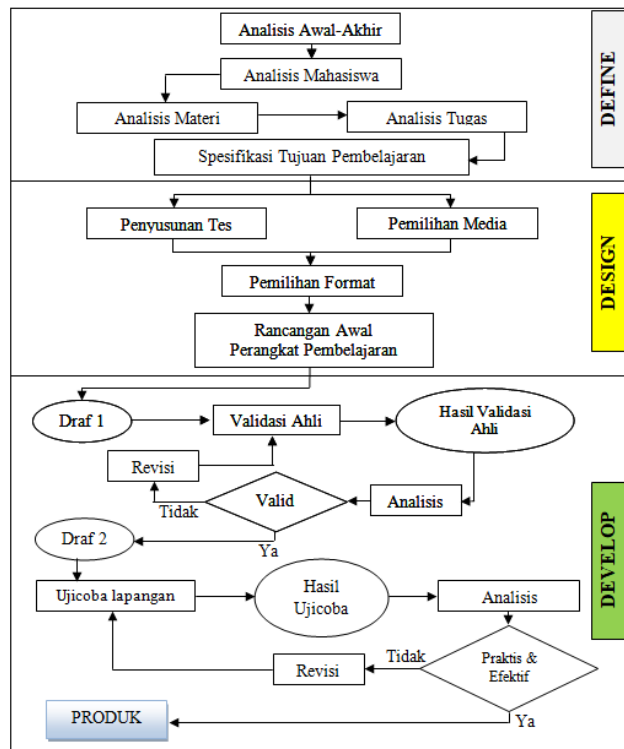 Analisis Awal-Akhir
Analisis Mahasiswa
Analisis Materi
Analisis Tugas
Spesifikasi Tujuan Pembelajaran
DEFINE
Penyusunan Tes
Pemilihan Media
Pemilihan Format
Rancangan Awal
Perangkat Pembelajaran
DESIGN
Draf 1
Validasi Ahli
Hasil Validasi
Ahli
Revisi
Tidak
Valid
Analisis
Draf 2
Ya
Ujicoba lapangan
Hasil
Ujicoba
Analisis
Revisi
Tidak
Praktis &
Efektif
PRODUK
Ya
DEVELOP